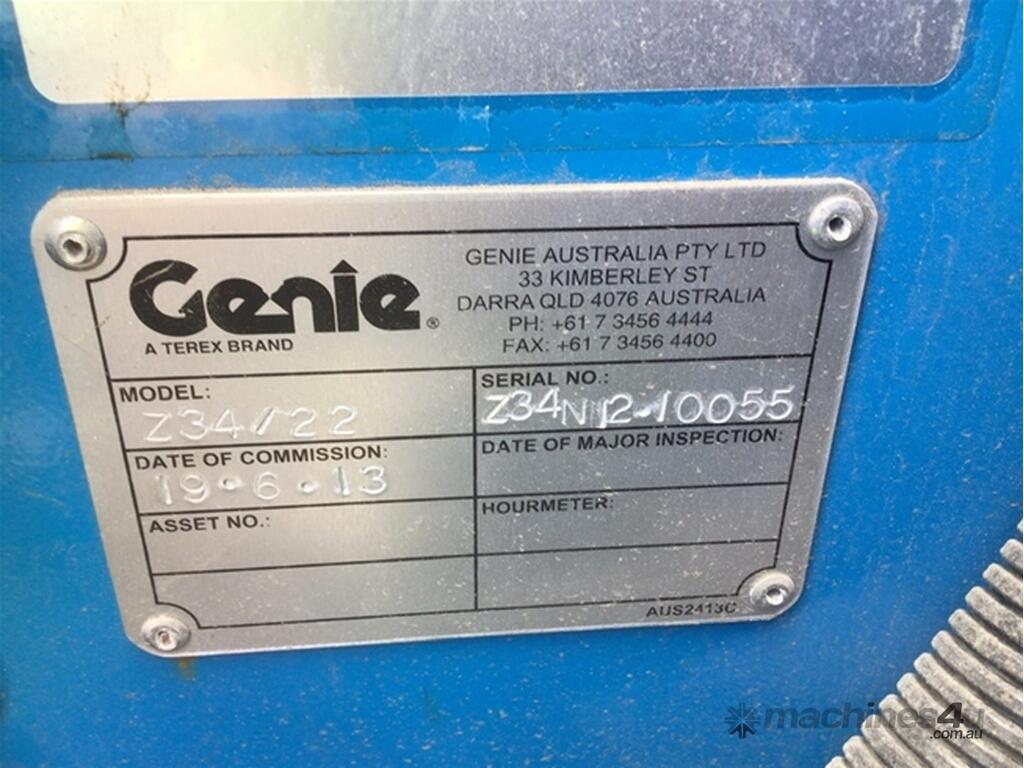 Genie®
A TEREX BRAND
GENIE AUSTRALIA PTY LTD
33 KIMBERLEY ST
DARRA QLD 4076 AUSTRALIA
PH: +61 7 3456 4444
FAX: +61 7 3456 4400
MODEL:
Z34/22
SERIAL NO.:
Z34N12-10055
DATE OF COMMISSION:
19·6·13
DATE OF MAJOR INSPECTION:
ASSET NO.:
HOURMETER:
AUS2413C
machines4u
.com.au